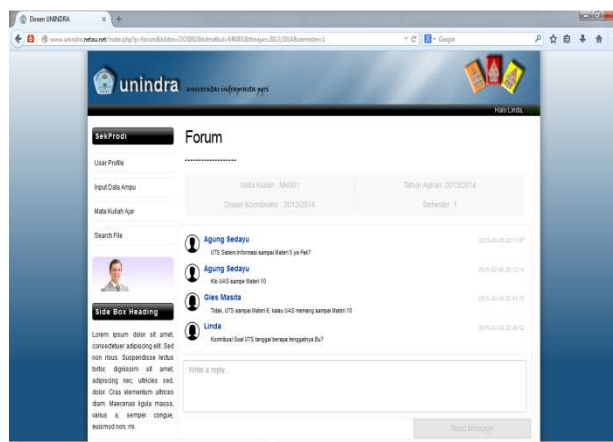 Dosen UNINDRA
Google
unindra
universitas indraprasta pgri
Halo Linda,
SekProdi
User Profile
Input Data Ampu
Mata Kuliah Ajar
Search File
Side Box Heading
Lorem ipsum dolor sit amet,
consectetuer adipiscing elit. Sed
non risus. Suspendisse lectus
tortor, dignissim sit amet,
adipiscing nec, ultricies sed,
dolor. Cras elementum ultrices
diam. Maecenas ligula massa,
varius a, semper congue,
euismod non, mi.
Forum
-------------------
Mata Kuliah : MK001
Tahun Ajaran: 2013/2014
Dosen Koordinator : 2013/2014
Semester: 1
Agung Sedayu
UTS Sistem Informasi sampai Materi 5 ya Pak?
Agung Sedayu
Klo UAS sampe Materi 10
Gies Masita
Tidak, UTS sampai Materi 6, kalau UAS memang sampai Materi 10
Linda
Kontribusi Soal UTS tanggal berapa tenggatnya Bu?
Write a reply...
Send Message